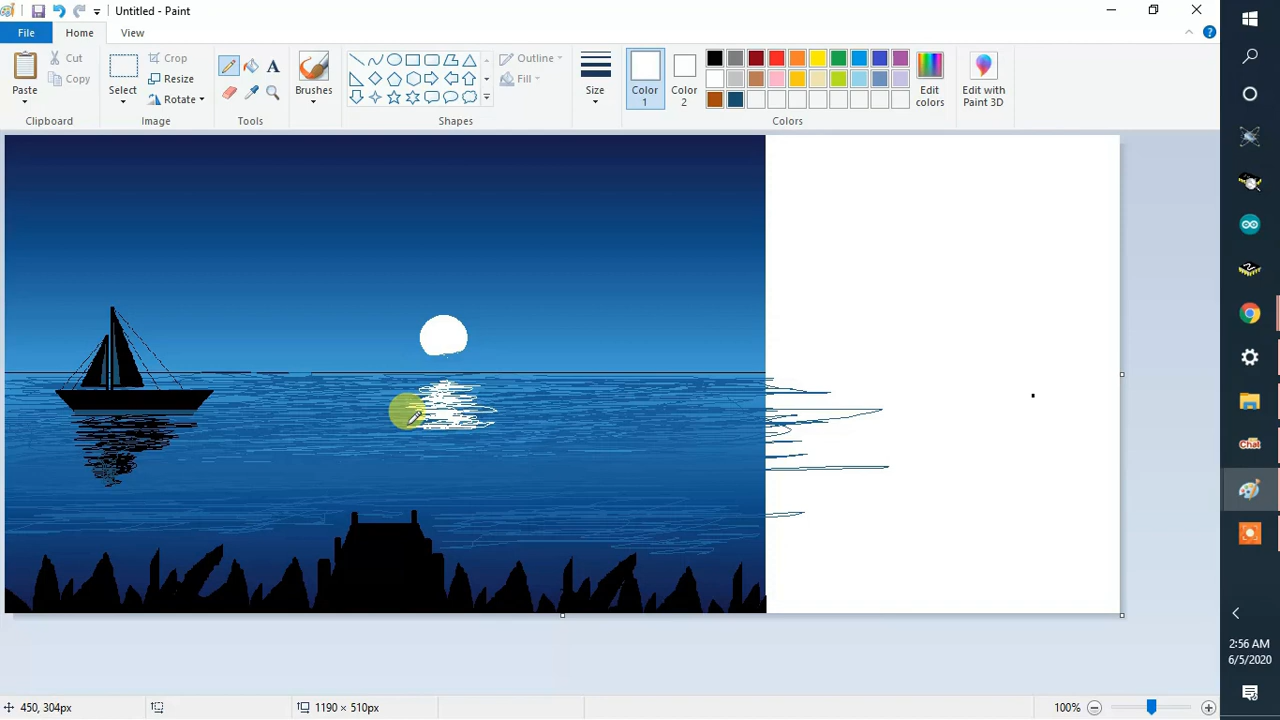 Untitled - Paint
File Home View
Cut
Copy
Paste
Clipboard
Select
Crop
Resize
Rotate
Image
A
Tools
Brushes
Outline
Fill
Shapes
Size
Color 1
Color 2
Edit colors
Edit with Paint 3D
Colors
Chat
2:56 AM
6/5/2020
450, 304px
1190 × 510px
100%